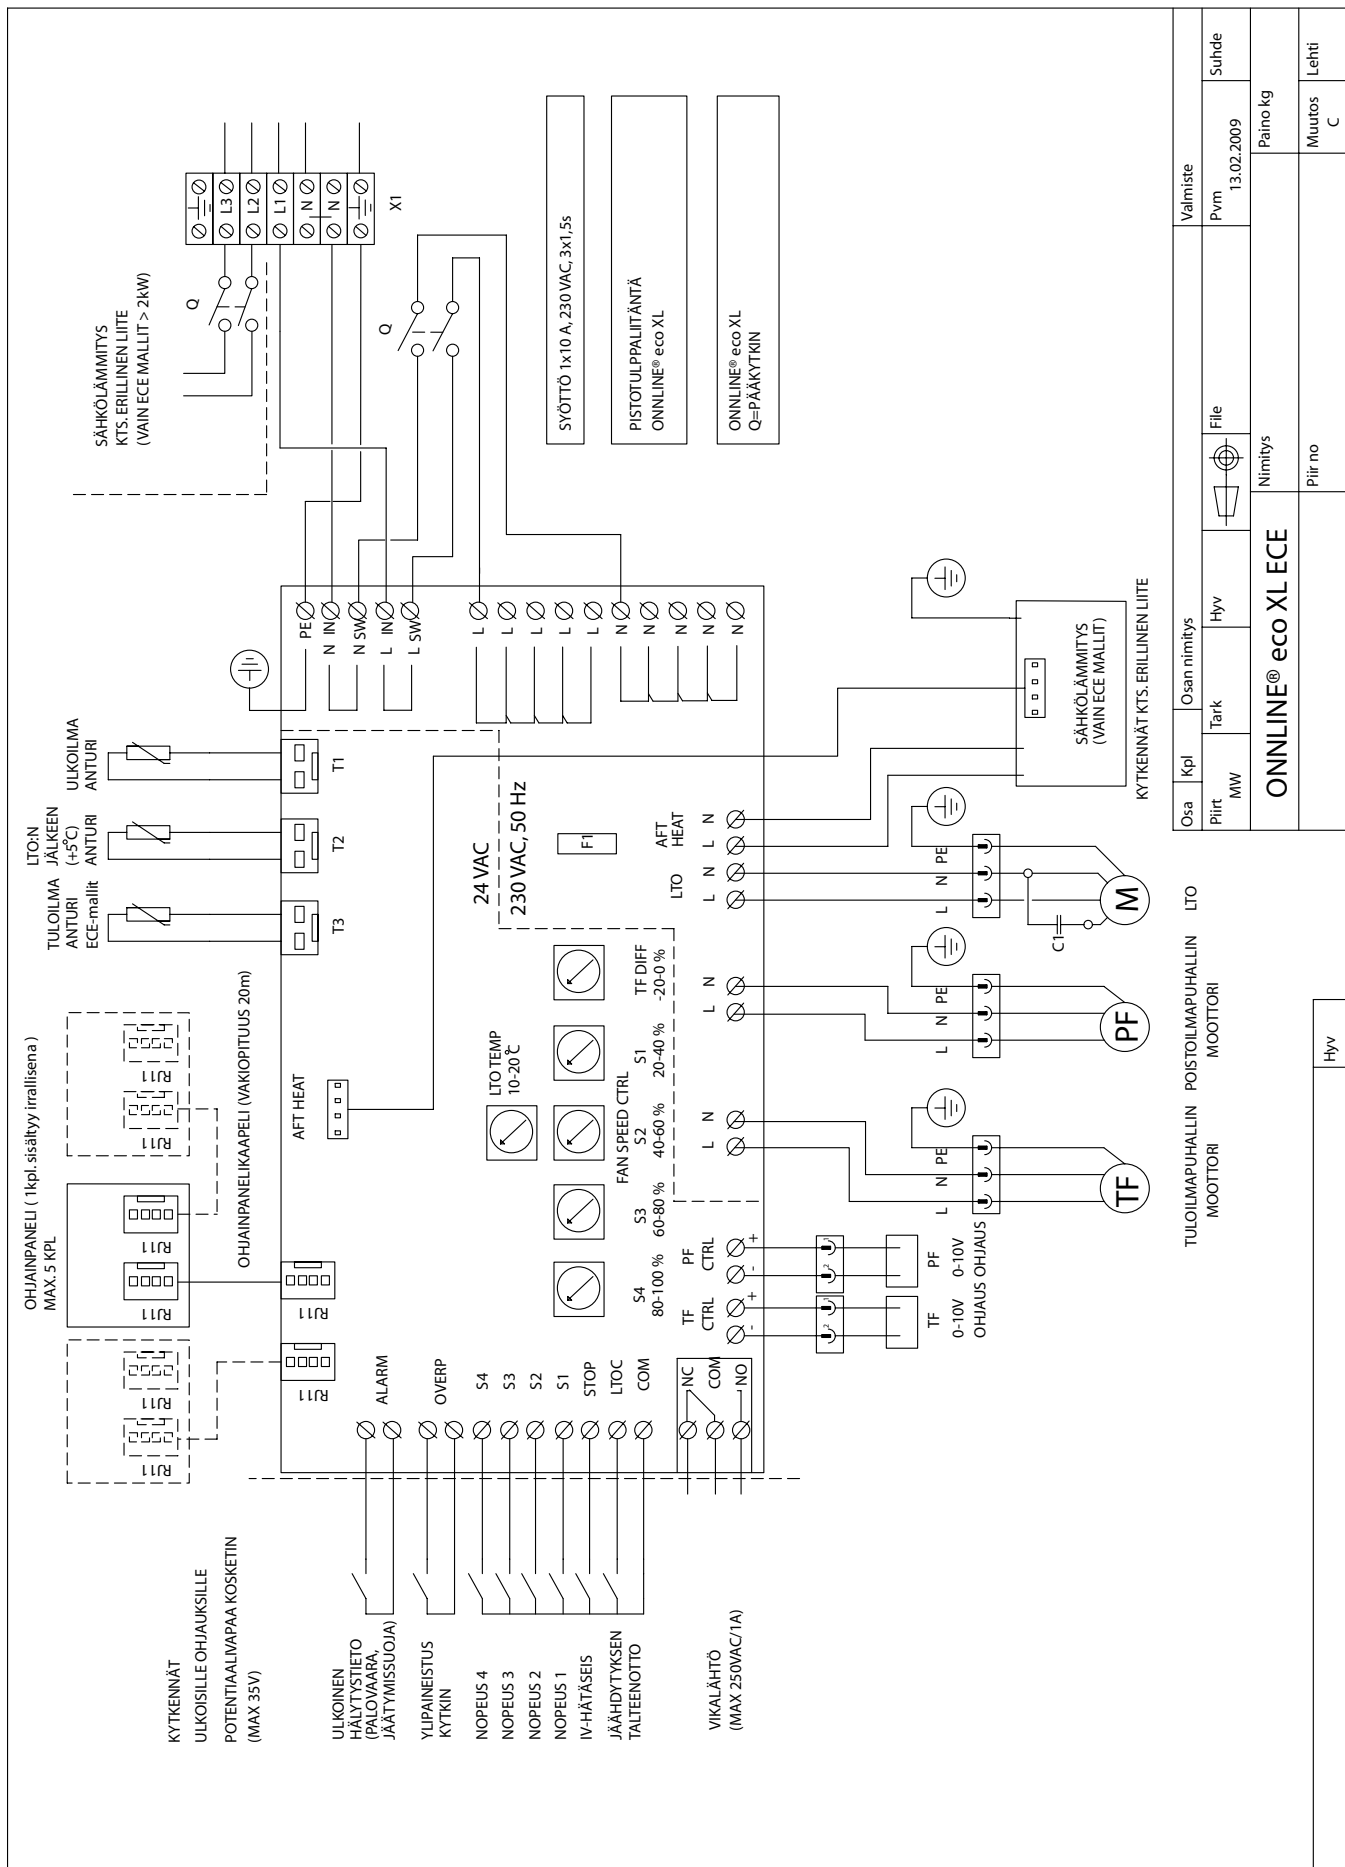 KYTKENNÄT
ULKOISILLE OHJAUKSILLE
POTENTIAALIVAPAA KOSKETIN
(MAX 35V)
ULKOINEN
HÄLYTYSTIETO
(PALOVAARA,
JÄÄTYMISSUOJA)
YLIPAINEISTUS
KYTKIN
NOPEUS 4
NOPEUS 3
NOPEUS 2
NOPEUS 1
IV-HÄTÄSEIS
JÄÄHDYTYKSEN
TALTEENOTTO
VIKALÄHTÖ
(MAX 250VAC/1A)
ALARM
OVERP
S4
S3
S2
S1
STOP
LTOC
COM
NC
COM
NO
OHJAINPANELI ( 1kpl. sisältyy irrallisena )
MAX. 5 KPL
RJ11
RJ11
RJ11
RJ11
RJ11
RJ11
RJ11
RJ11
OHJAINPANELIKAAPELI (VAKIOPITUUS 20m)
TULOILMA
ANTURI
ECE-mallit
LTO:N
JÄLKEEN
(+5°C)
ANTURI
ULKOILMA
ANTURI
T3
T2
T1
AFT HEAT
LTO TEMP
10-20°C
S4
80-100 %
S3
60-80 %
S2
40-60 %
S1
20-40 %
TF DIFF
-20-0 %
FAN SPEED CTRL
24 VAC
230 VAC, 50 Hz
F1
TF
CTRL
- +
PF
CTRL
- +
L N
L N
LTO
L N
AFT
HEAT
L N
2 1
2 1
TF
0-10V
OHJAUS
PF
0-10V
OHJAUS
L N PE
L N PE
L N PE
TF
PF
M
C1
TULOILMAPUHALLIN
MOOTTORI
POISTOILMAPUHALLIN
MOOTTORI
LTO
PE
N IN
N SW
L IN
L SW
L
L
L
L
L
N
N
N
N
N
SÄHKÖLÄMMITYS
KTS. ERILLINEN LIITE
(VAIN ECE MALLIT > 2kW)
Q
Q
L3
L2
L1
N
N
X1
SYÖTTÖ 1x10 A, 230 VAC, 3x1,5s
PISTOTULPPALIITÄNTÄ
ONNLINE® eco XL
ONNLINE® eco XL
Q=PÄÄKYTKIN
SÄHKÖLÄMMITYS
(VAIN ECE MALLIT)
KYTKENNÄT KTS. ERILLINEN LIITE
Osa Kpl Osan nimitys Valmiste
Piirt
MW
Tark
Hyv
File
Pvm
13.02.2009
Suhde
ONNLINE® eco XL ECE
Nimitys
Paino kg
Piir no
Muutos
C
Lehti
Hyv